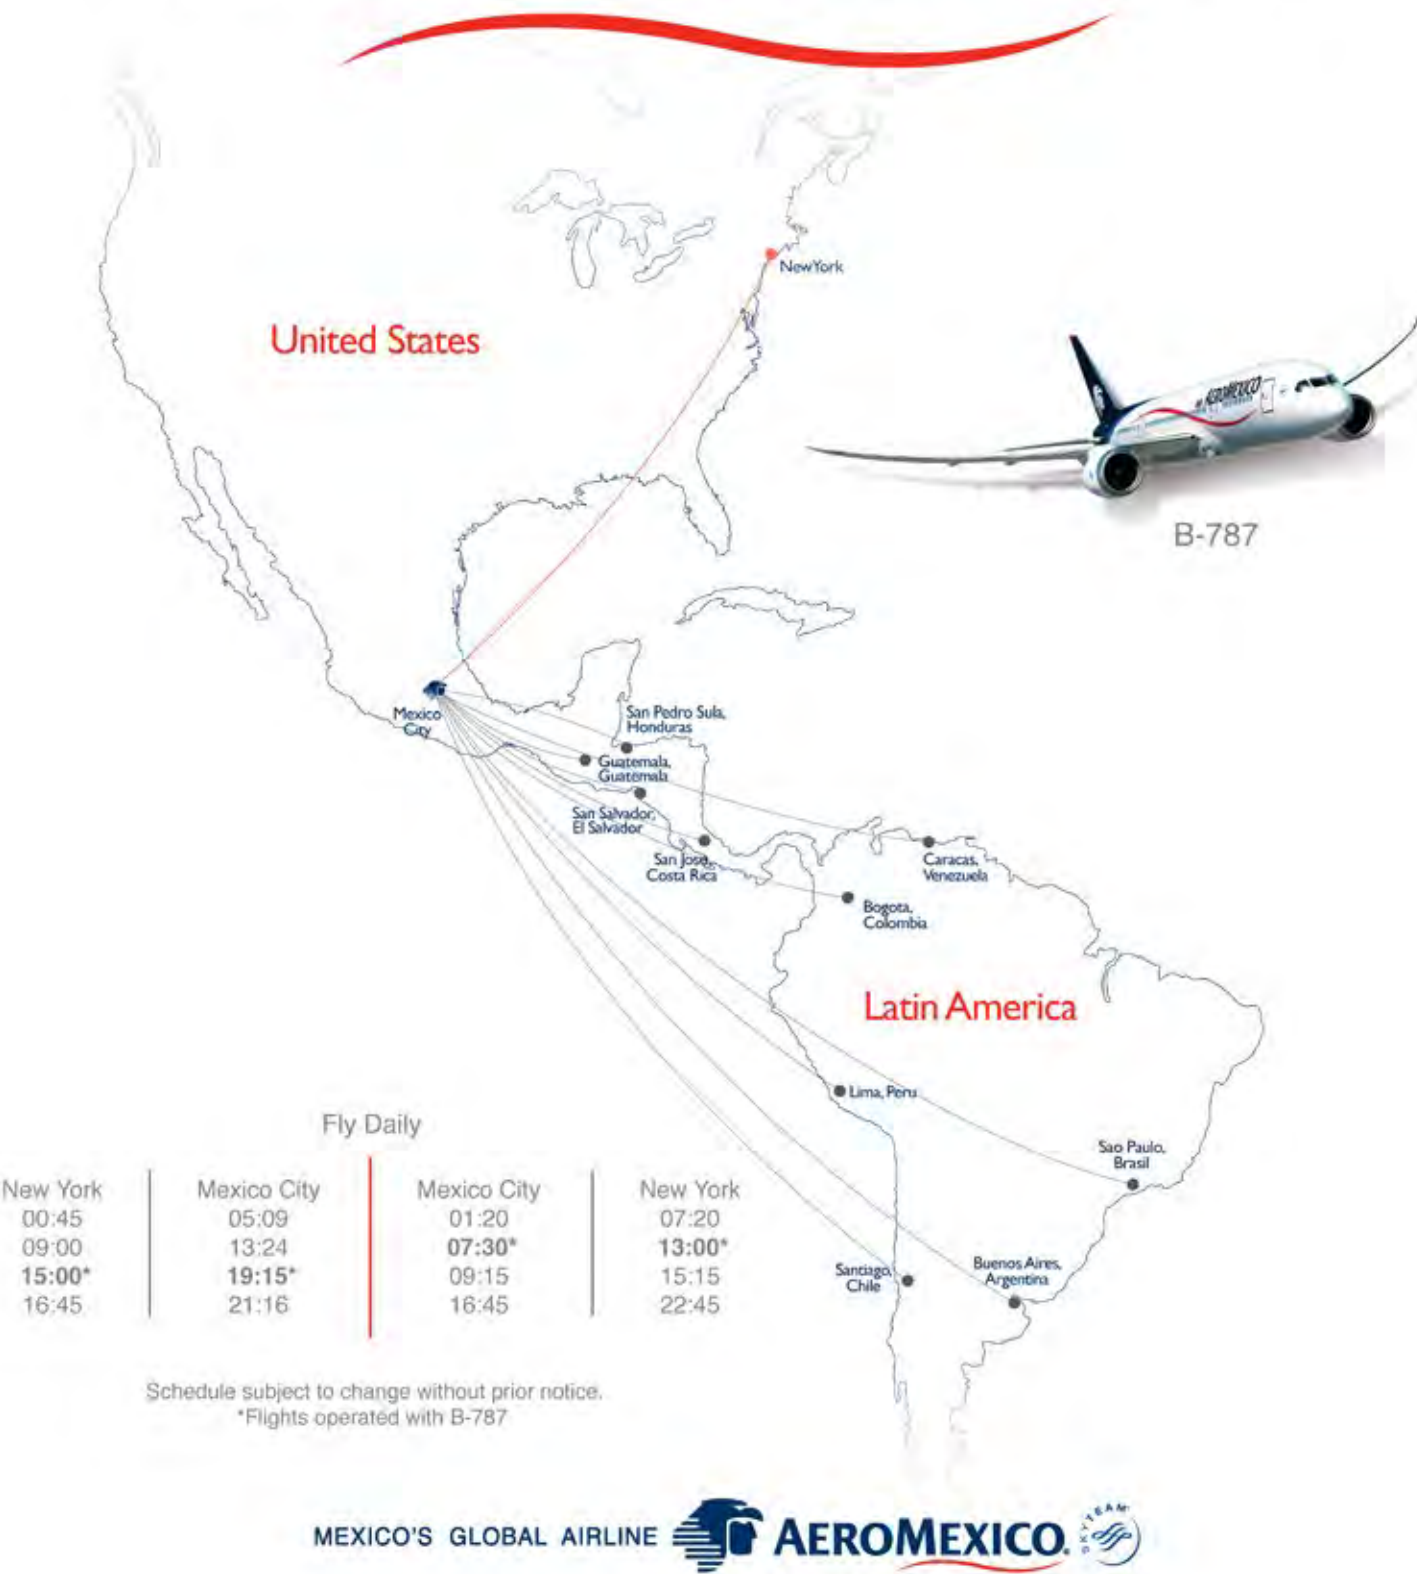 NewYork
United States
AEROMEXICO
B-787
Mexico
City
San Pedro Sula,
Honduras
Guatemala,
Guatemala
San Salvador,
El Salvador
San Jose,
Costa Rica
Caracas,
Venezuela
Bogota,
Colombia
Latin America
Lima, Peru
Sao Paulo,
Brasil
Santiago,
Chile
Buenos Aires,
Argentina
Fly Daily
New York Mexico City Mexico City New York
00:45 05:09 01:20 07:20
09:00 13:24 07:30* 13:00*
15:00* 19:15* 09:15 15:15
16:45 21:16 16:45 22:45
Schedule subject to change without prior notice.
*Flights operated with B-787
MEXICO'S GLOBAL AIRLINE AEROMEXICO.
SKYTEAM